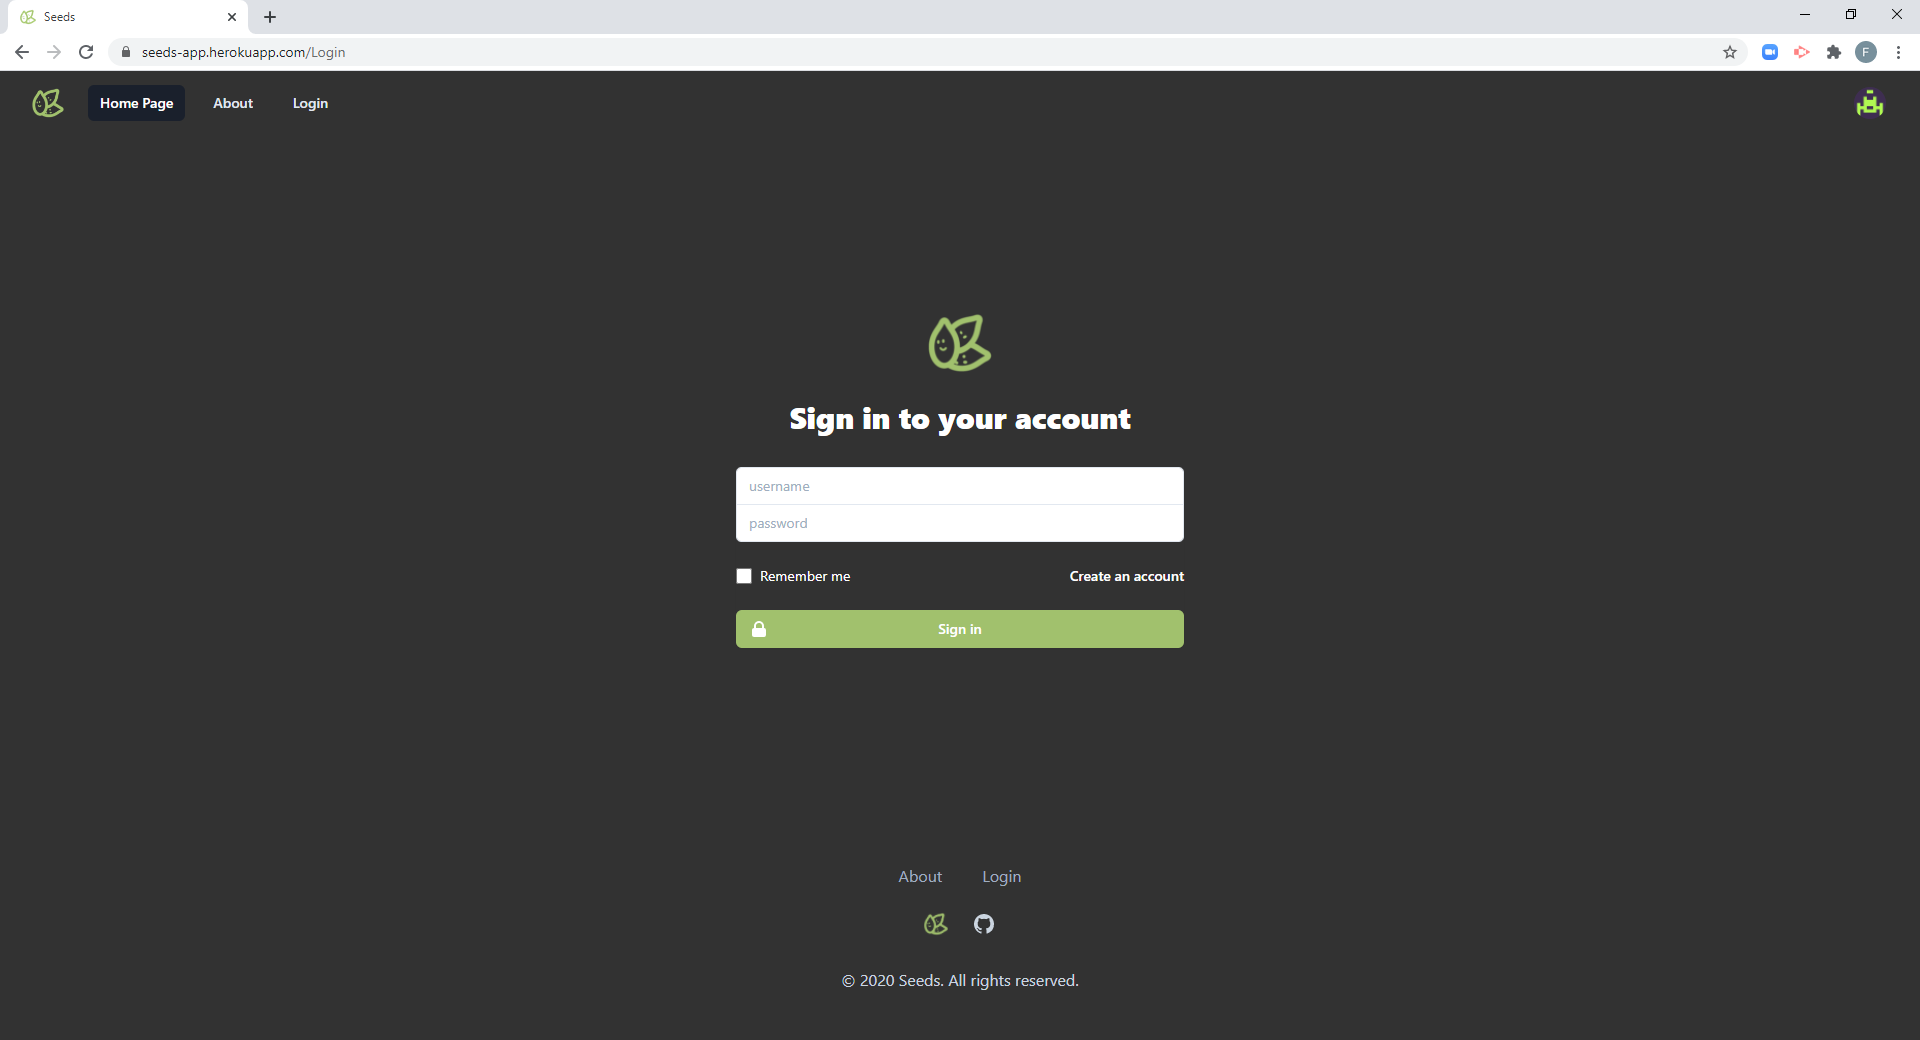 Seeds
seeds-app.herokuapp.com/Login
F
Home Page About Login
Sign in to your account
username
password
Remember me Create an account
Sign in
About Login
© 2020 Seeds. All rights reserved.